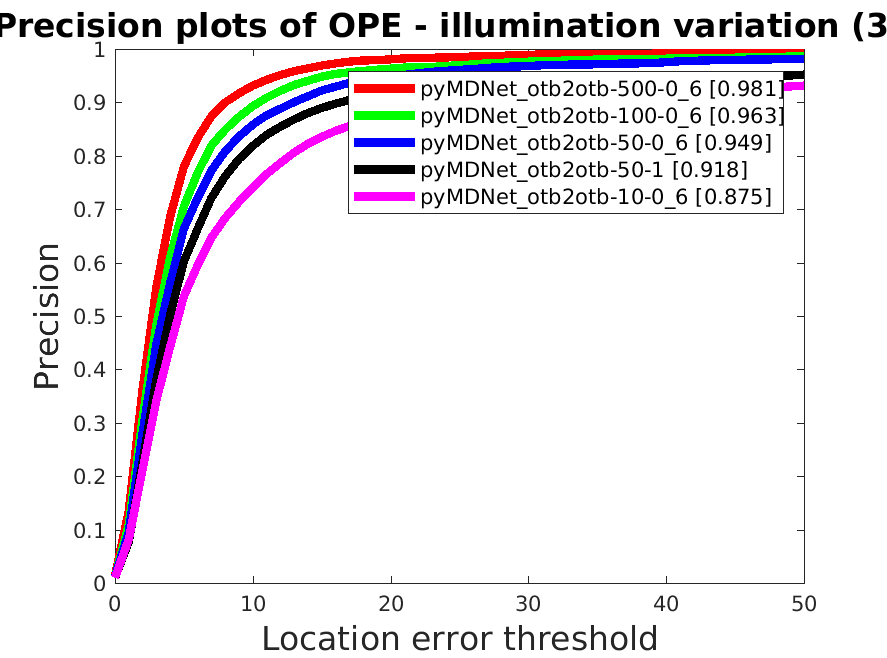 Precision plots of OPE - illumination variation (3
1
0.9
0.8
0.7
0.6
0.5
0.4
0.3
0.2
0.1
0
Precision
pyMDNet_otb2otb-500-0_6 [0.981]
pyMDNet_otb2otb-100-0_6 [0.963]
pyMDNet_otb2otb-50-0_6 [0.949]
pyMDNet_otb2otb-50-1 [0.918]
pyMDNet_otb2otb-10-0_6 [0.875]
0 10 20 30 40 50
Location error threshold